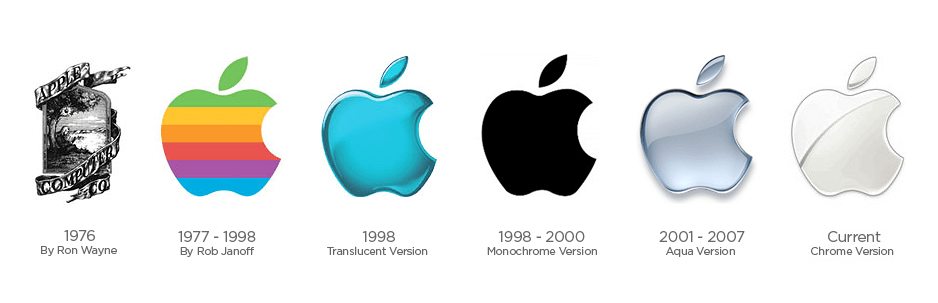 APPLE
COMPUTER
CO.
1976
By Ron Wayne
1977 - 1998
By Rob Janoff
1998
Translucent Version
1998 - 2000
Monochrome Version
2001 - 2007
Aqua Version
Current
Chrome Version